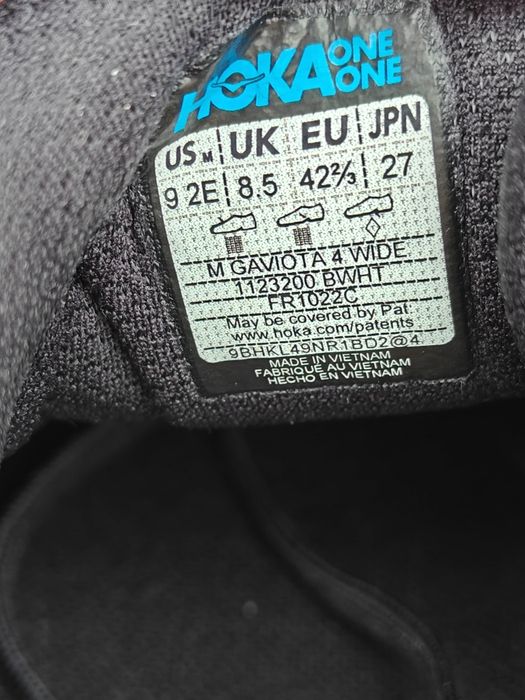 HOKA ONE ONE
US M UK EU JPN
9 2E 8.5 42⅔ 27
M GAVIOTA 4 WIDE
1123200 BWHT
FR1022C
May be covered by Pat.
www.hoka.com/patents
9BHKL49NR1BD2@4
MADE IN VIETNAM
FABRIQUÉ AU VIETNAM
HECHO EN VIETNAM